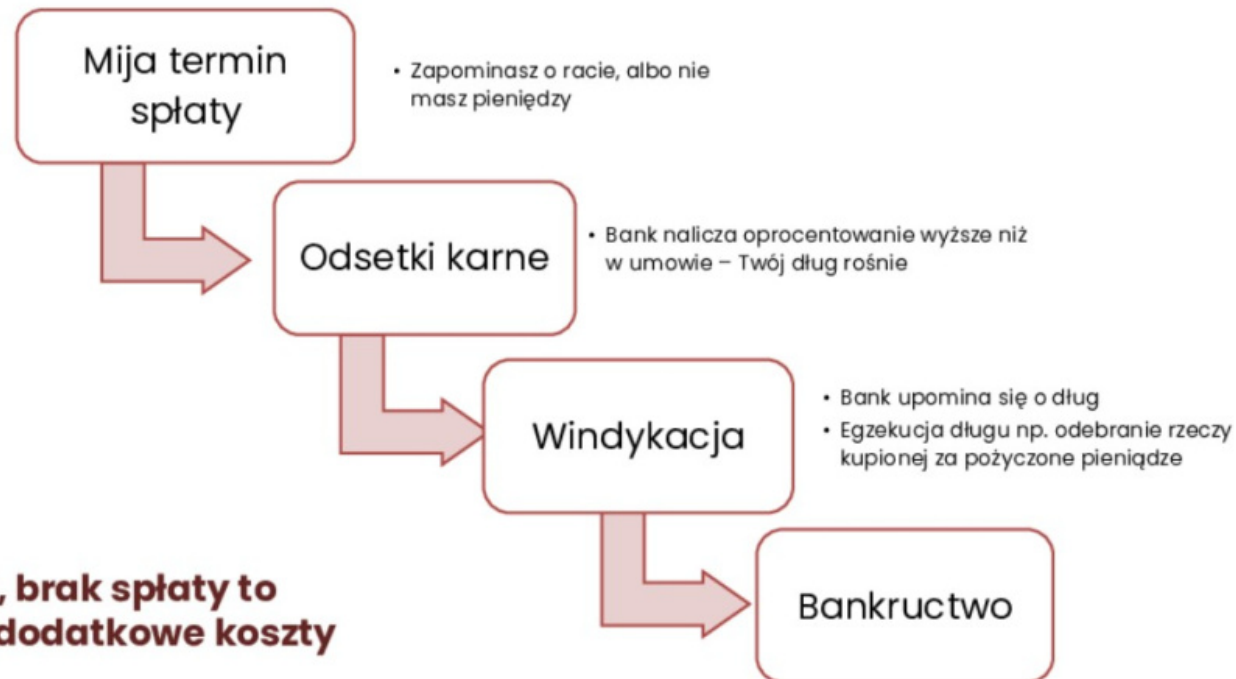 Mija termin
spłaty
• Zapominasz o racie, albo nie
masz pieniędzy
Odsetki karne
• Bank nalicza oprocentowanie wyższe niż
w umowie – Twój dług rośnie
Windykacja
• Bank upomina się o dług
• Egzekucja długu np. odebranie rzeczy
kupionej za pożyczone pieniądze
, brak spłaty to
dodatkowe koszty
Bankructwo